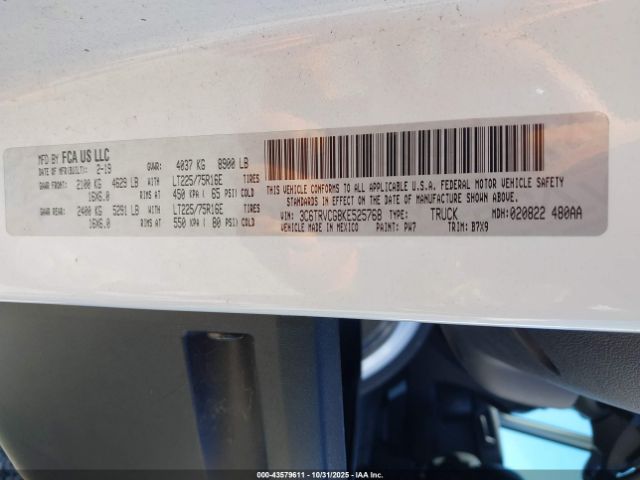 MFD BY FCA US LLC
DATE OF MFR(BUILT): 2-19 GVWR: 4037 KG 8900 LB
GAWR FRONT: 2100 KG 4629 LB WITH LT225/75R16E TIRES
16X6.0 RIMS AT 450 KPA ( 65 PSI) COLD
GAWR REAR: 2400 KG 5291 LB WITH LT225/75R16E TIRES
16X6.0 RIMS AT 550 KPA ( 80 PSI) COLD
THIS VEHICLE CONFORMS TO ALL APPLICABLE U.S.A. FEDERAL MOTOR VEHICLE SAFETY
STANDARDS IN EFFECT ON THE DATE OF MANUFACTURE SHOWN ABOVE.
VIN: 3C6TRVCG8KE525768 TYPE: TRUCK MDH: 020822 480AA
VEHICLE MADE IN MEXICO PAINT: PW7 TRIM: B7X9
000-43579611 - 10/31/2025 - IAAI, Inc.